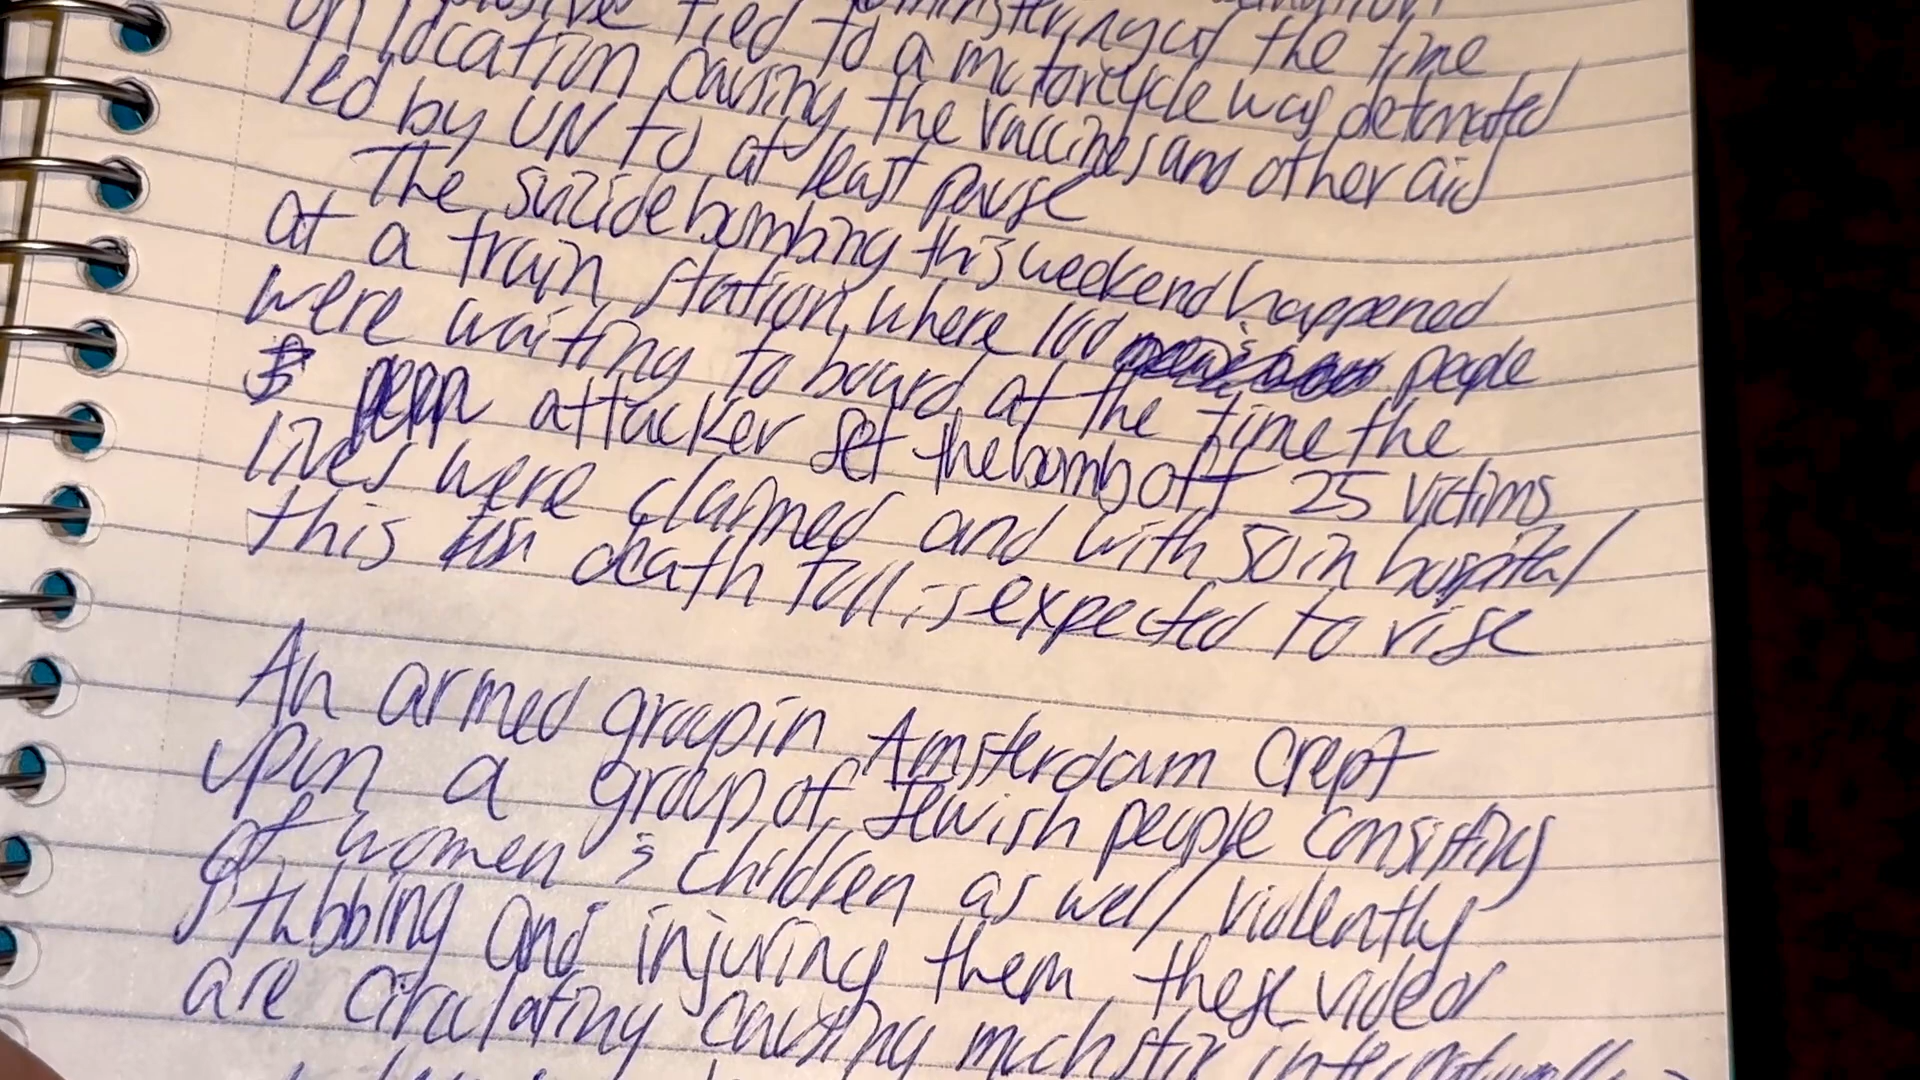 tied to a motorcycle was detonated
on location causing the vaccines and other aid
led by UN to at least pause
The suizide bombing this weekend happened
at a train station, where 100 people
were waiting to board at the time the
attacker set the bomb off 25 victims
lives were claimed and with 50 in hospital
this death toll is expected to rise
An armed group in Amsterdam crept
upon a group of Jewish people consisting
of women & children as well violently
stabbing and injuring them, these videos
are circulating causing much stir internationally